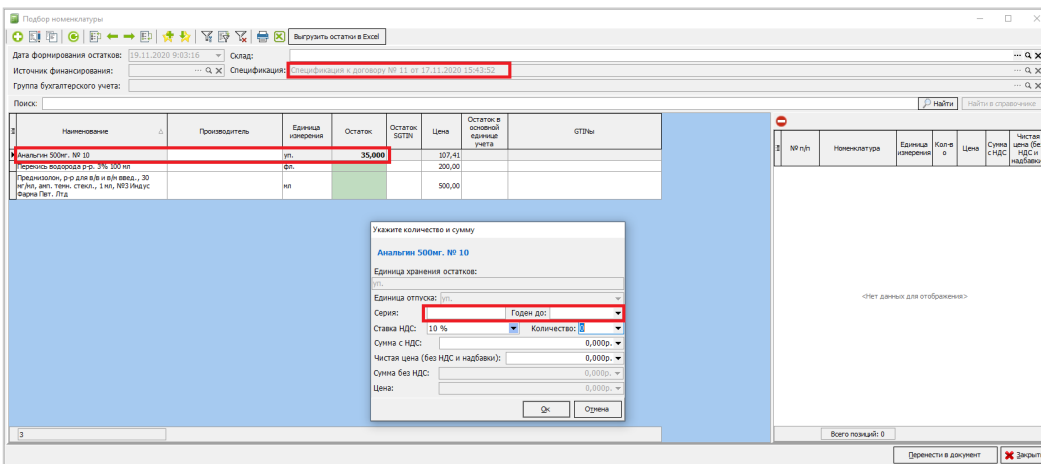 Подбор номенклатуры
Выгрузить остатки в Excel
Дата формирования остатков: 19.11.2020 9:03:16 Склад:
Источник финансирования: Спецификация: Спецификация к договору № 11 от 17.11.2020 15:43:52
Группа бухгалтерского учета:
Поиск: Найти Найти в справочнике
Наименование Производитель Единица измерения Остаток Остаток SGTIN Цена Остаток в основной единице учета GTINы
Анальгин 500мг. № 10 уп. 35,000 107,41
Перекись водорода р-р. 3% 100 мл фл. 200,00
Преднизолон, р-р для в/в и в/м введ., 30
мг/мл, амп. темн. стекл., 1 мл, №3 Индус мл 500,00
Фарма Пвт. Лтд
3
№ п/п Номенклатура Единица измерения Кол-во Цена Сумма с НДС Чистая цена (без НДС и надбавки
<Нет данных для отображения>
Всего позиций: 0
Укажите количество и сумму
Анальгин 500мг. № 10
Единица хранения остатков:
уп.
Единица отпуска: уп.
Серия: Годен до:
Ставка НДС: 10 % Количество: 0
Сумма с НДС: 0,000р.
Чистая цена (без НДС и надбавки): 0,000р.
Сумма без НДС: 0,000р.
Цена: 0,000р.
Ок Отмена
Перенести в документ Закрыть